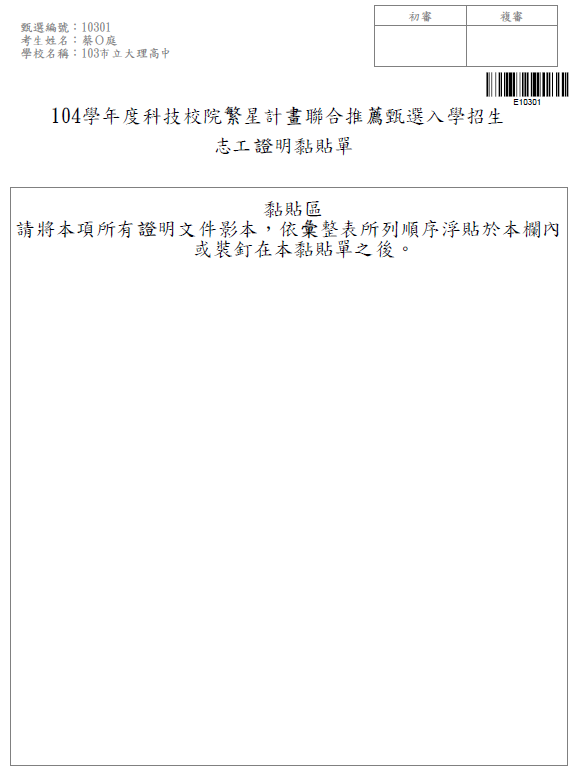 甄選編號：10301
考生姓名：蔡○庭
學校名稱：103市立大理高中
初審 複審
E10301
104學年度科技校院繁星計畫聯合推薦甄選入學招生
志工證明黏貼單
黏貼區
請將本項所有證明文件影本，依彙整表所列順序浮貼於本欄內
或裝釘在本黏貼單之後。